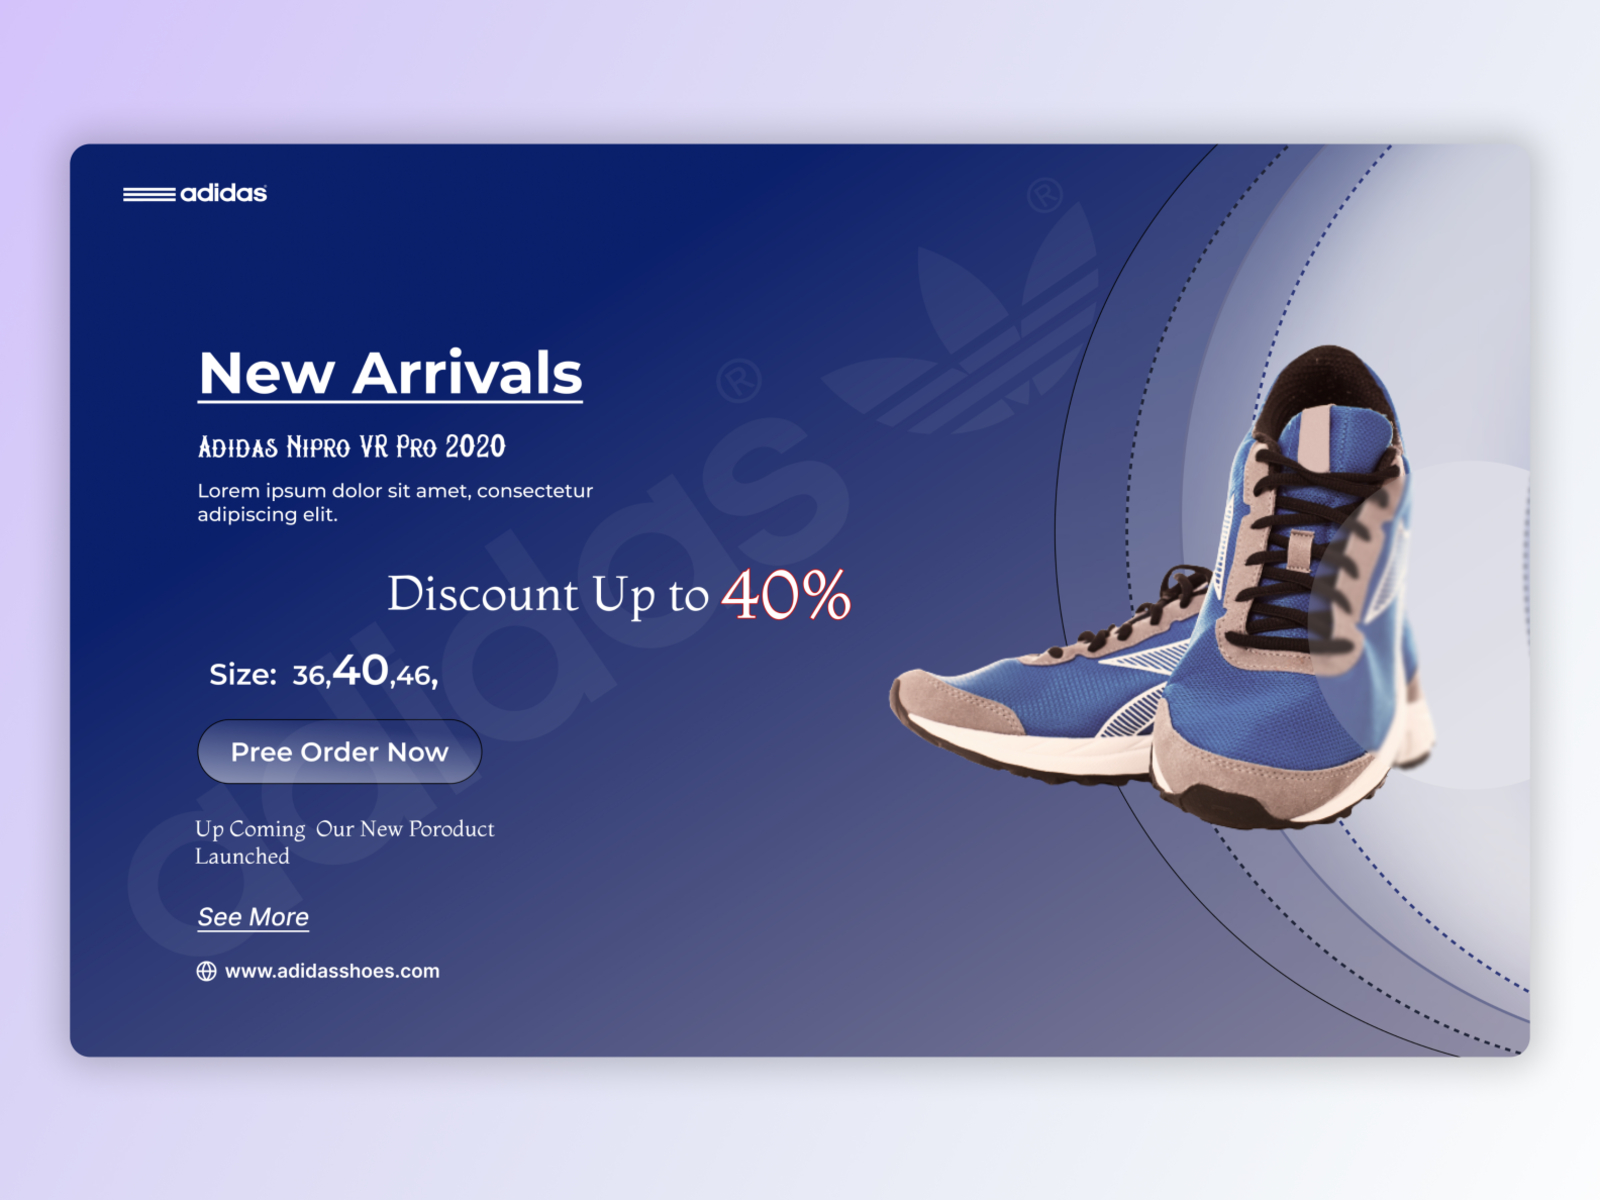 adidas
New Arrivals
Adidas Nipro VR Pro 2020
Lorem ipsum dolor sit amet, consectetur
adipiscing elit.
Discount Up to 40%
Size: 36,40,46,
Pree Order Now
Up Coming Our New Poroduct
Launched
See More
www.adidasshoes.com
adidas®
®